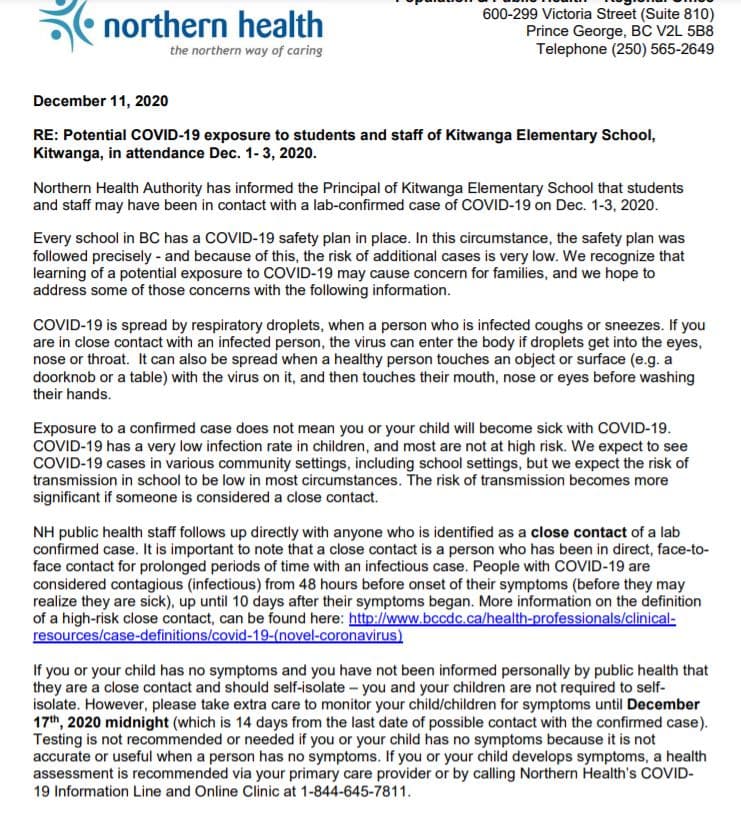 northern health
the northern way of caring
600-299 Victoria Street (Suite 810)
Prince George, BC V2L 5B8
Telephone (250) 565-2649
December 11, 2020
RE: Potential COVID-19 exposure to students and staff of Kitwanga Elementary School,
Kitwanga, in attendance Dec. 1- 3, 2020.
Northern Health Authority has informed the Principal of Kitwanga Elementary School that students
and staff may have been in contact with a lab-confirmed case of COVID-19 on Dec. 1-3, 2020.
Every school in BC has a COVID-19 safety plan in place. In this circumstance, the safety plan was
followed precisely - and because of this, the risk of additional cases is very low. We recognize that
learning of a potential exposure to COVID-19 may cause concern for families, and we hope to
address some of those concerns with the following information.
COVID-19 is spread by respiratory droplets, when a person who is infected coughs or sneezes. If you
are in close contact with an infected person, the virus can enter the body if droplets get into the eyes,
nose or throat.  It can also be spread when a healthy person touches an object or surface (e.g. a
doorknob or a table) with the virus on it, and then touches their mouth, nose or eyes before washing
their hands.
Exposure to a confirmed case does not mean you or your child will become sick with COVID-19.
COVID-19 has a very low infection rate in children, and most are not at high risk. We expect to see
COVID-19 cases in various community settings, including school settings, but we expect the risk of
transmission in school to be low in most circumstances. The risk of transmission becomes more
significant if someone is considered a close contact.
NH public health staff follows up directly with anyone who is identified as a close contact of a lab
confirmed case. It is important to note that a close contact is a person who has been in direct, face-to-
face contact for prolonged periods of time with an infectious case. People with COVID-19 are
considered contagious (infectious) from 48 hours before onset of their symptoms (before they may
realize they are sick), up until 10 days after their symptoms began. More information on the definition
of a high-risk close contact, can be found here: http://www.bccdc.ca/health-professionals/clinical-
resources/case-definitions/covid-19-(novel-coronavirus)
If you or your child has no symptoms and you have not been informed personally by public health that
they are a close contact and should self-isolate – you and your children are not required to self-
isolate. However, please take extra care to monitor your child/children for symptoms until December
17th, 2020 midnight (which is 14 days from the last date of possible contact with the confirmed case).
Testing is not recommended or needed if you or your child has no symptoms because it is not
accurate or useful when a person has no symptoms. If you or your child develops symptoms, a health
assessment is recommended via your primary care provider or by calling Northern Health's COVID-
19 Information Line and Online Clinic at 1-844-645-7811.